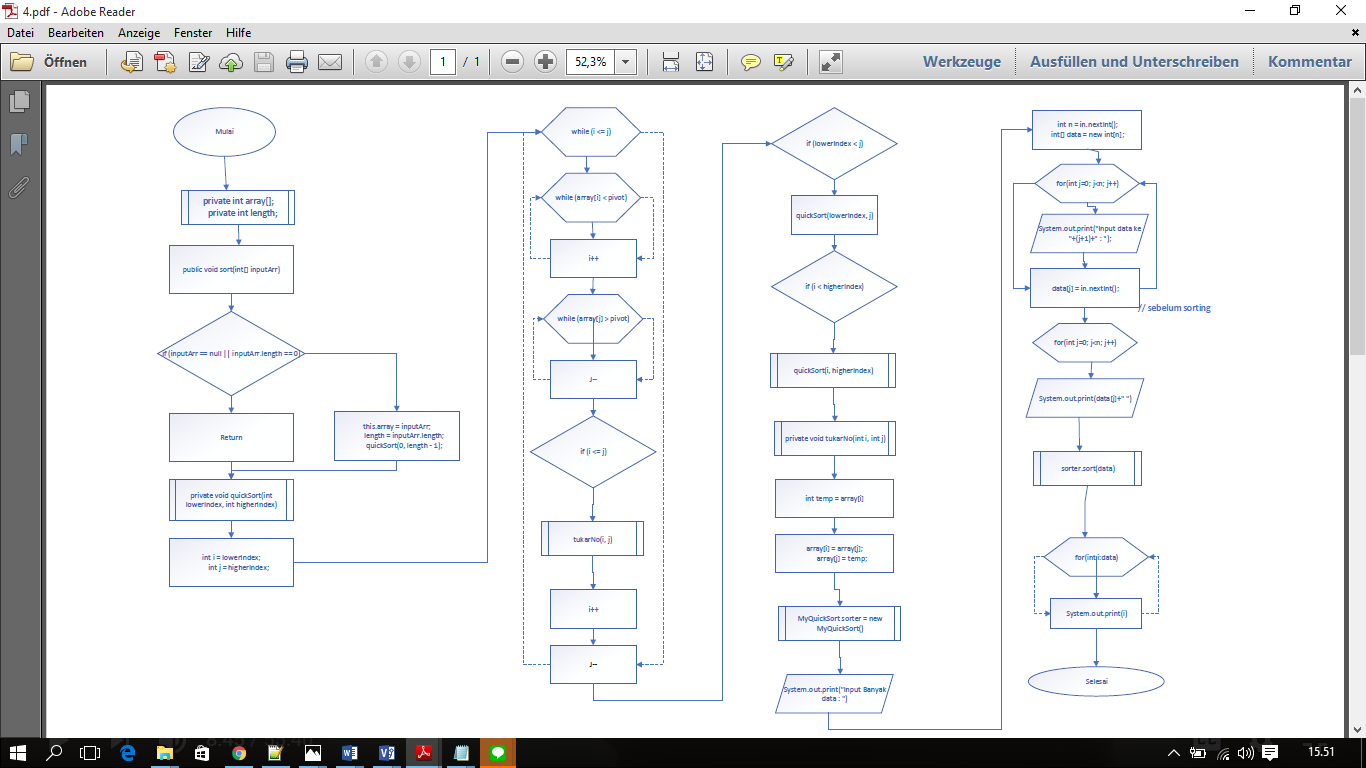 4.pdf - Adobe Reader
Datei Bearbeiten Anzeige Fenster Hilfe
Öffnen
1 / 1
52,3%
Werkzeuge
Ausfüllen und Unterschreiben
Kommentar
Mulai
private int array[];
private int length;
public void sort(int[] inputArr)
if (inputArr == null || inputArr.length == 0)
Return
this.array = inputArr;
length = inputArr.length;
quickSort(0, length - 1);
private void quickSort(int
lowerIndex, int higherIndex)
int i = lowerIndex;
int j = higherIndex;
while (i <= j)
while (array[i] < pivot)
i++
while (array[j] > pivot)
j--
if (i <= j)
tukarNo(i, j)
i++
j--
if (lowerIndex < j)
quickSort(lowerIndex, j)
if (i < higherIndex)
quickSort(i, higherIndex)
private void tukarNo(int i, int j)
int temp = array[i]
array[i] = array[j];
array[j] = temp;
MyQuickSort sorter = new
MyQuickSort()
System.out.print("Input Banyak
data : ")
int n = in.nextInt();
int[] data = new int[n];
for(int j=0; j<n; j++)
System.out.print("Input data ke
"+(j+1)+" : ");
data[j] = in.nextInt();
// sebelum sorting
for(int j=0; j<n; j++)
System.out.print(data[j]+" ")
sorter.sort(data)
for(int i:data)
System.out.print(i)
Selesai
15.51